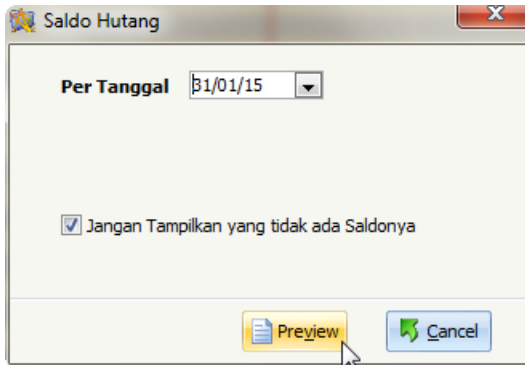 Saldo Hutang
Per Tanggal 31/01/15
Jangan Tampilkan yang tidak ada Saldonya
Preview Cancel